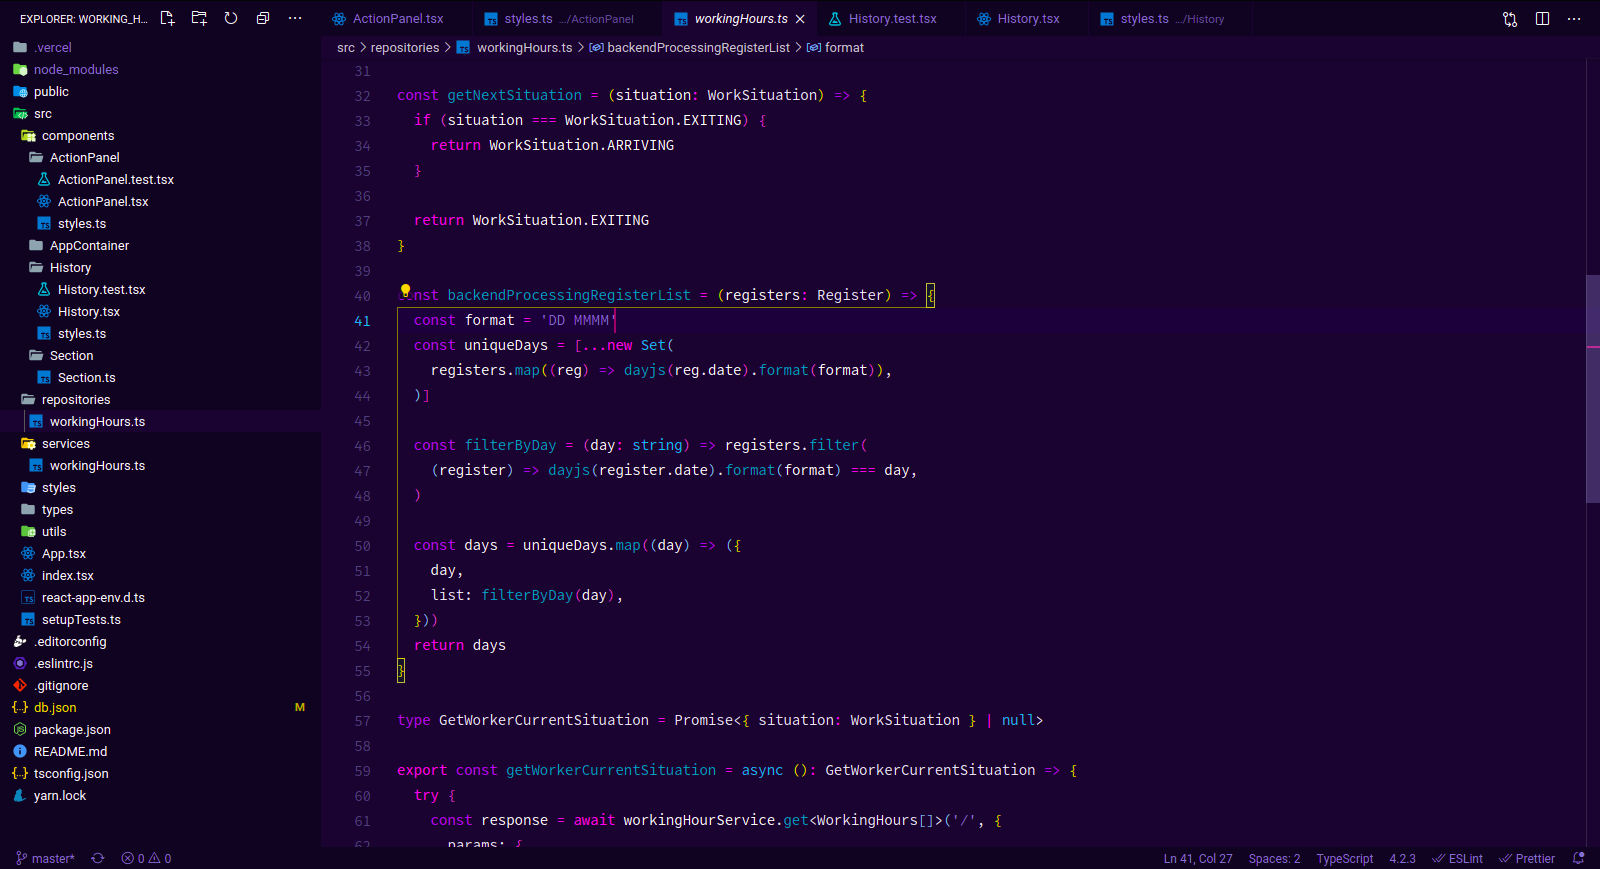 EXPLORER: WORKING_H...
ActionPanel.tsx
styles.ts .../ActionPanel
workingHours.ts
History.test.tsx
History.tsx
styles.ts .../History
.vercel
node_modules
public
src
components
ActionPanel
ActionPanel.test.tsx
ActionPanel.tsx
styles.ts
AppContainer
History
History.test.tsx
History.tsx
styles.ts
Section
Section.ts
repositories
workingHours.ts
services
workingHours.ts
styles
types
utils
App.tsx
index.tsx
react-app-env.d.ts
setupTests.ts
.editorconfig
.eslintrc.js
.gitignore
db.json M
package.json
README.md
tsconfig.json
yarn.lock
src > repositories > TS workingHours.ts > backendProcessingRegisterList > format
31
32 const getNextSituation = (situation: WorkSituation) => {
33 if (situation === WorkSituation.EXITING) {
34 return WorkSituation.ARRIVING
35 }
36
37 return WorkSituation.EXITING
38 }
39
40 const backendProcessingRegisterList = (registers: Register) => {
41 const format = 'DD MMMM'
42 const uniqueDays = [...new Set(
43 registers.map((reg) => dayjs(reg.date).format(format)),
44 )]
45
46 const filterByDay = (day: string) => registers.filter(
47 (register) => dayjs(register.date).format(format) === day,
48 )
49
50 const days = uniqueDays.map((day) => ({
51 day,
52 list: filterByDay(day),
53 }))
54 return days
55 }
56
57 type GetWorkerCurrentSituation = Promise<{ situation: WorkSituation } | null>
58
59 export const getWorkerCurrentSituation = async (): GetWorkerCurrentSituation => {
60 try {
61 const response = await workingHourService.get<WorkingHours[]>('/', {
62 params: {
master* 0 0 Ln 41, Col 27 Spaces: 2 TypeScript 4.2.3 ESLint Prettier